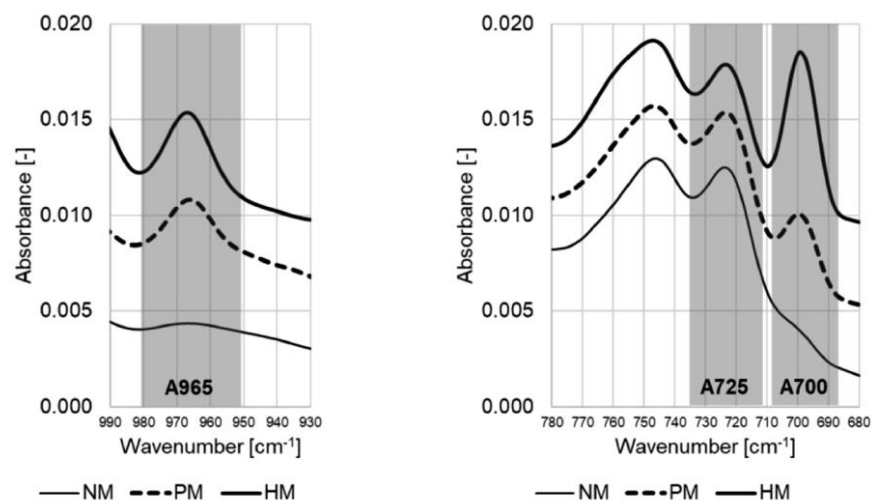 0.020
0.015
0.010
0.005
0.000
Absorbance [-]
A965
990 980 970 960 950 940 930
Wavenumber [cm⁻¹]
NM PM HM
0.020
0.015
0.010
0.005
0.000
Absorbance [-]
A725 A700
780 770 760 750 740 730 720 710 700 690 680
Wavenumber [cm⁻¹]
NM PM HM